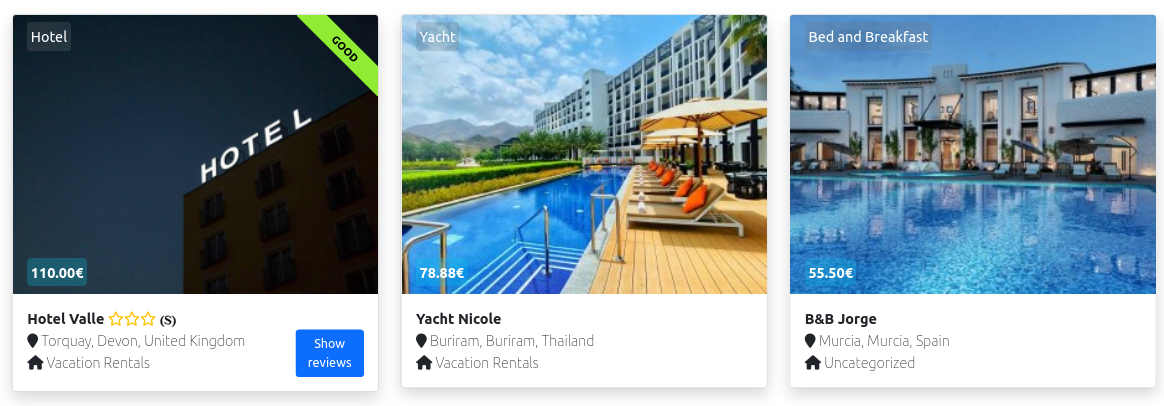 Hotel
GOOD
HOTEL
110.00€
Hotel Valle (S)
Torquay, Devon, United Kingdom
Vacation Rentals
Show
reviews
Yacht
78.88€
Yacht Nicole
Buriram, Buriram, Thailand
Vacation Rentals
Bed and Breakfast
55.50€
B&B Jorge
Murcia, Murcia, Spain
Uncategorized